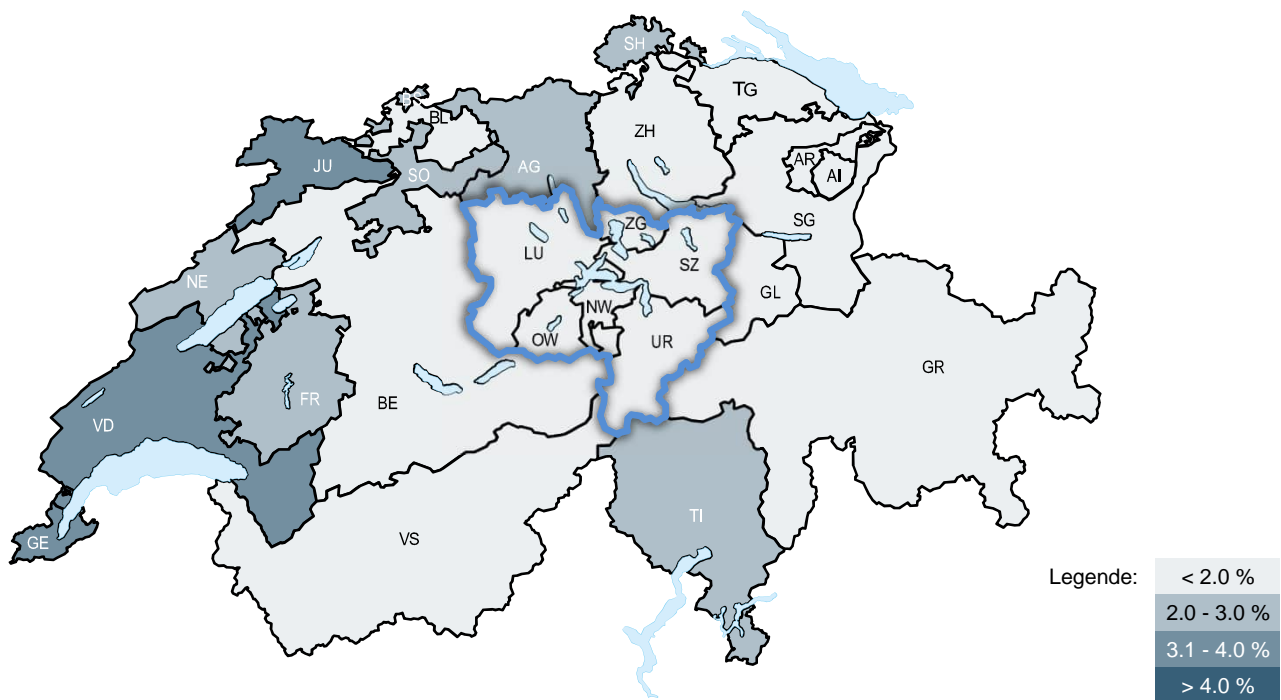 SH
TG
BL
ZH
JU
SO
AG
AR
AI
SG
LU
ZG
SZ
NE
GL
NW
OW
UR
FR
BE
GR
VD
TI
GE
VS
Legende:
< 2.0 %
2.0 - 3.0 %
3.1 - 4.0 %
> 4.0 %